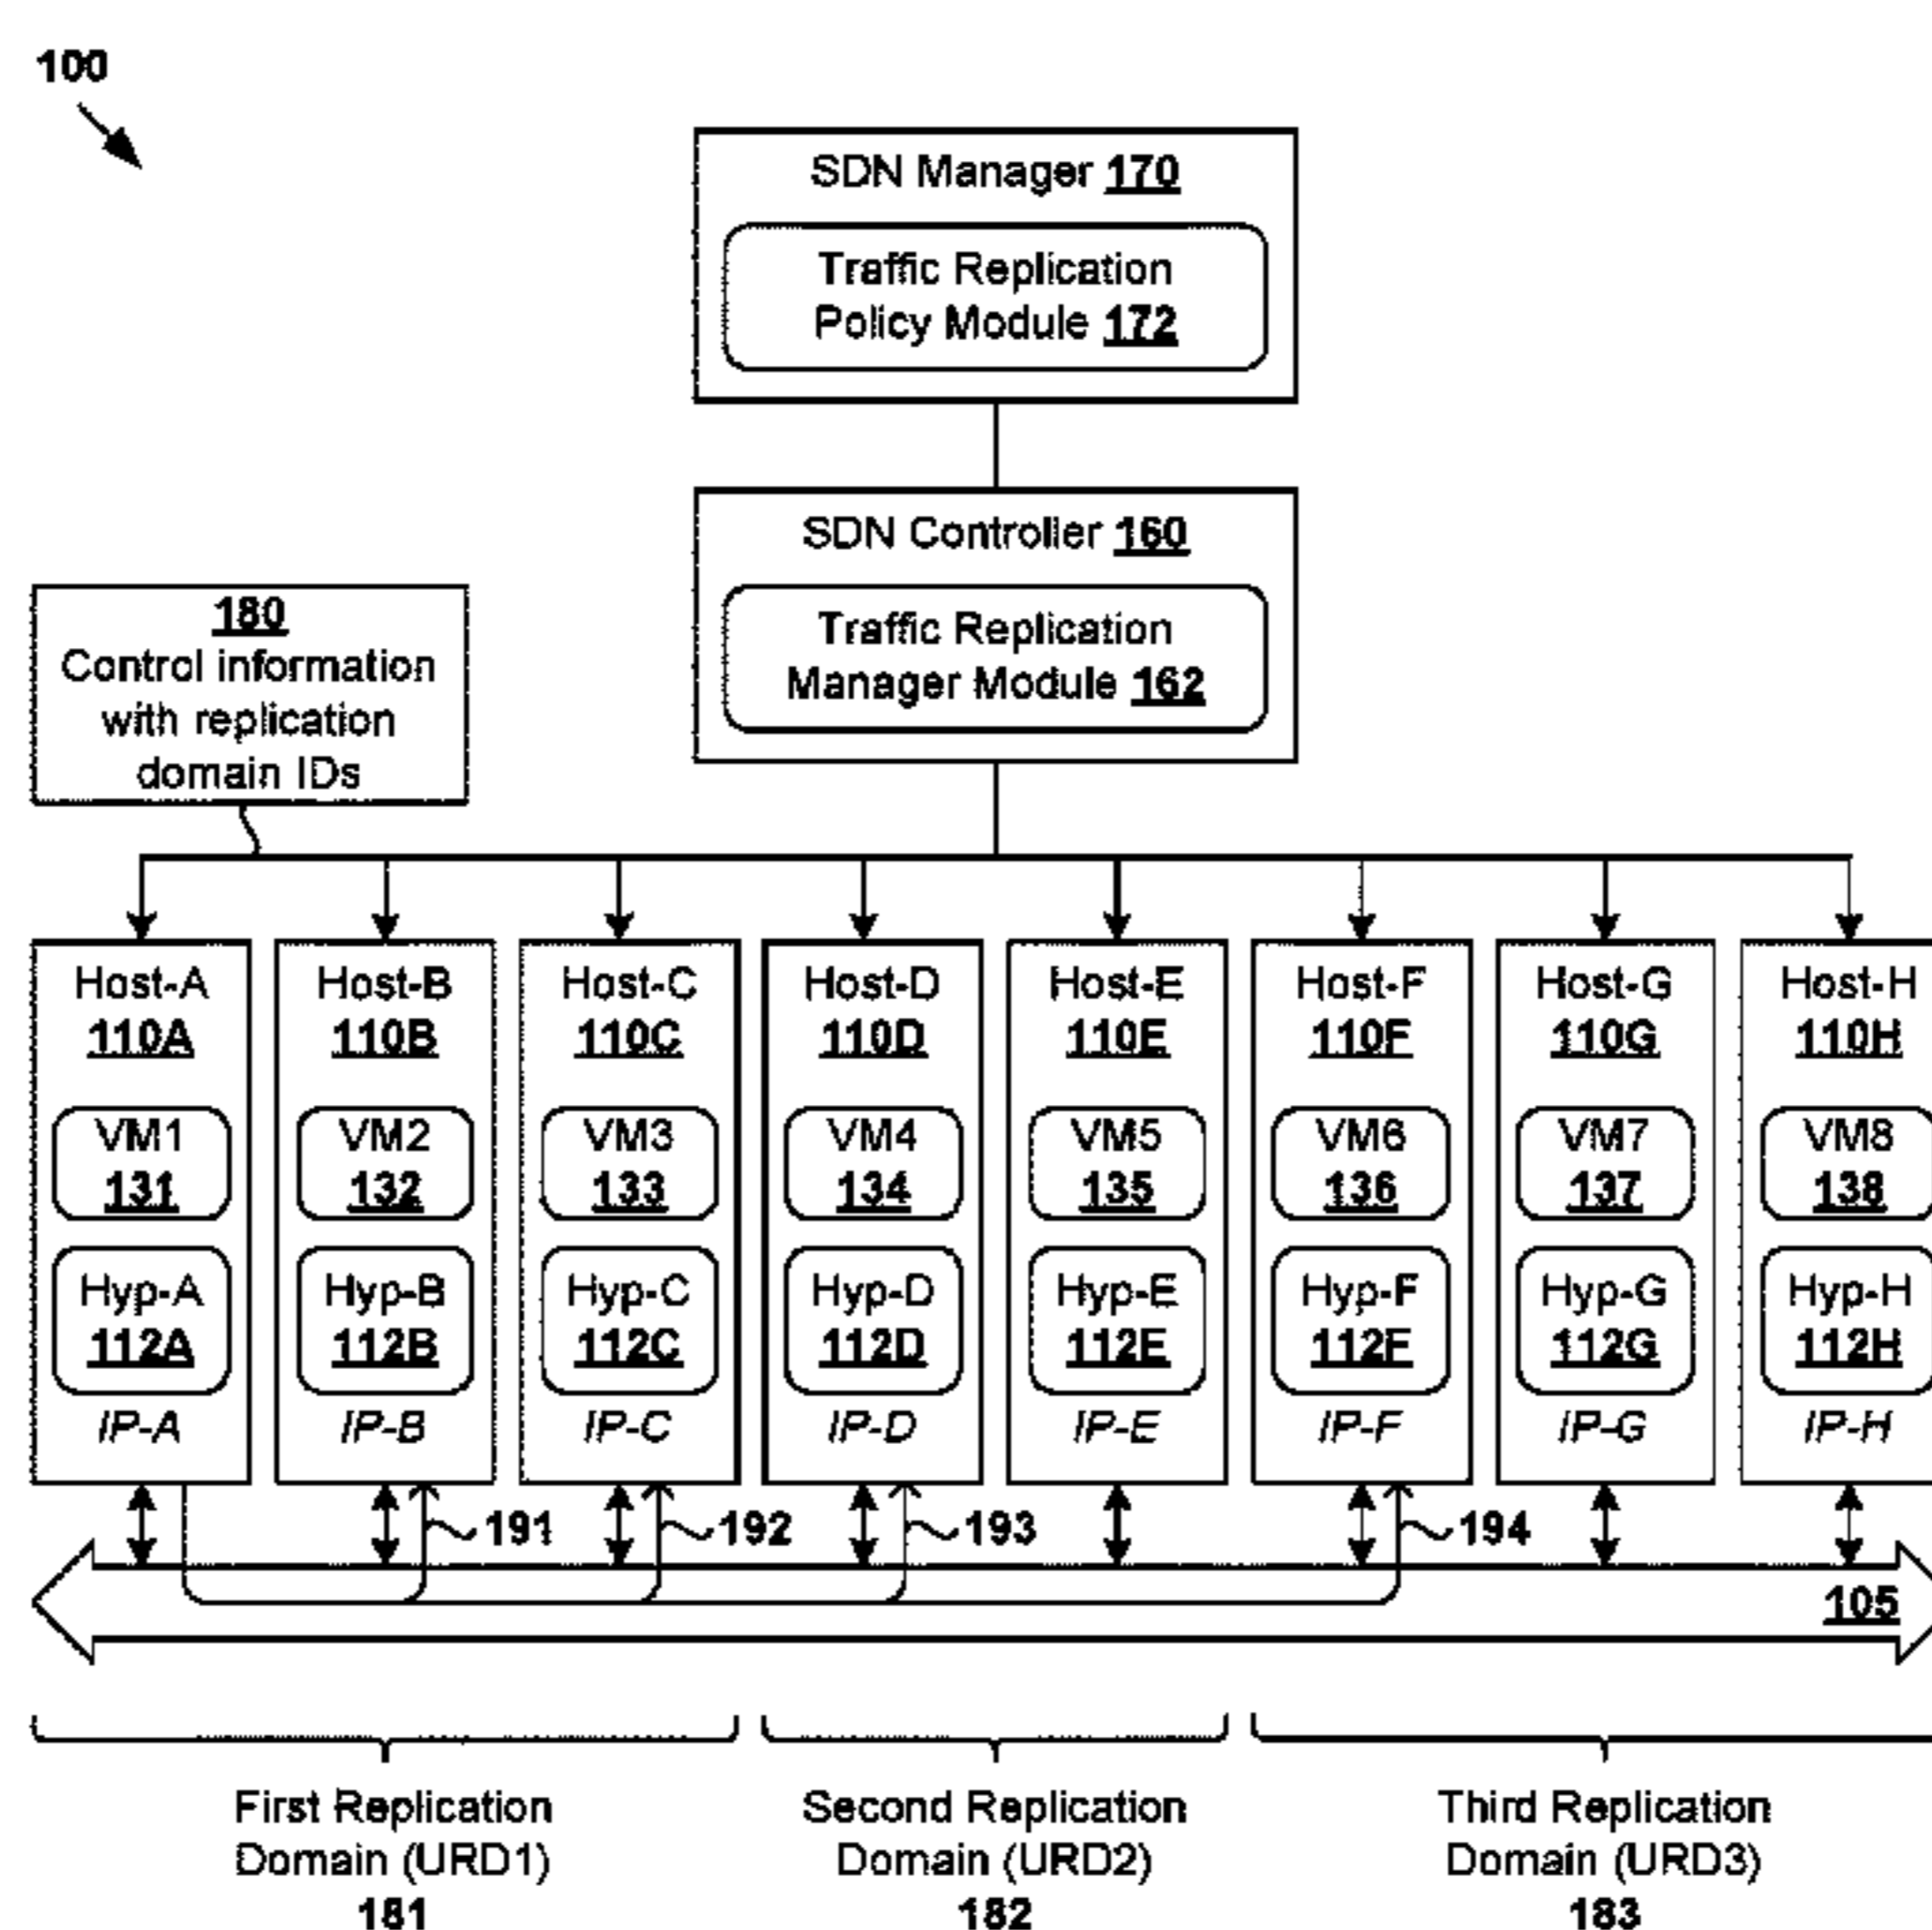 100
SDN Manager 170
Traffic Replication
Policy Module 172
SDN Controller 160
Traffic Replication
Manager Module 162
180
Control information
with replication
domain IDs
Host-A Host-B Host-C Host-D Host-E Host-F Host-G Host-H
110A 110B 110C 110D 110E 110F 110G 110H
VM1 VM2 VM3 VM4 VM5 VM6 VM7 VM8
131 132 133 134 135 136 137 138
Hyp-A Hyp-B Hyp-C Hyp-D Hyp-E Hyp-F Hyp-G Hyp-H
112A 112B 112C 112D 112E 112F 112G 112H
IP-A IP-B IP-C IP-D IP-E IP-F IP-G IP-H
191 192 193 194
105
First Replication Second Replication Third Replication
Domain (URD1) Domain (URD2) Domain (URD3)
181 182 183